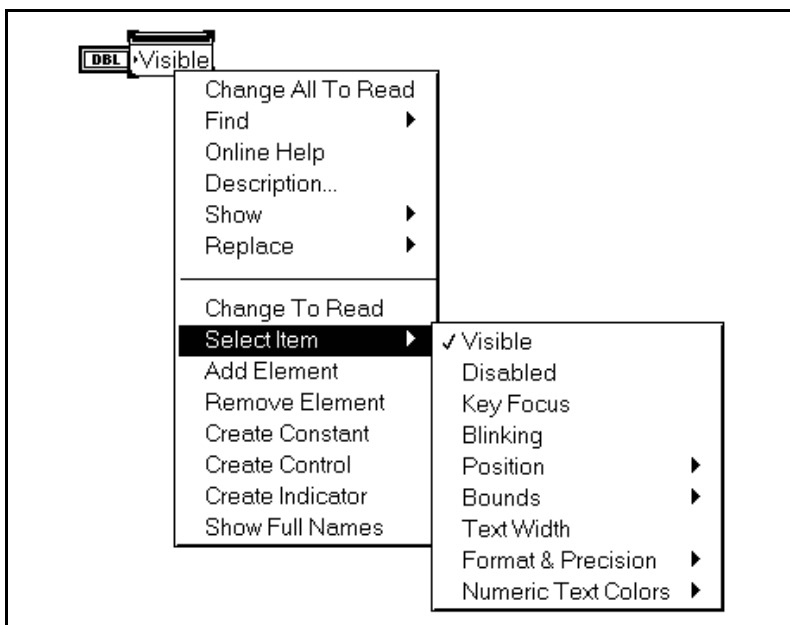 DBL Visible
Change All To Read
Find
Online Help
Description...
Show
Replace
Change To Read
Select Item
Add Element
Remove Element
Create Constant
Create Control
Create Indicator
Show Full Names
✓ Visible
Disabled
Key Focus
Blinking
Position
Bounds
Text Width
Format & Precision
Numeric Text Colors